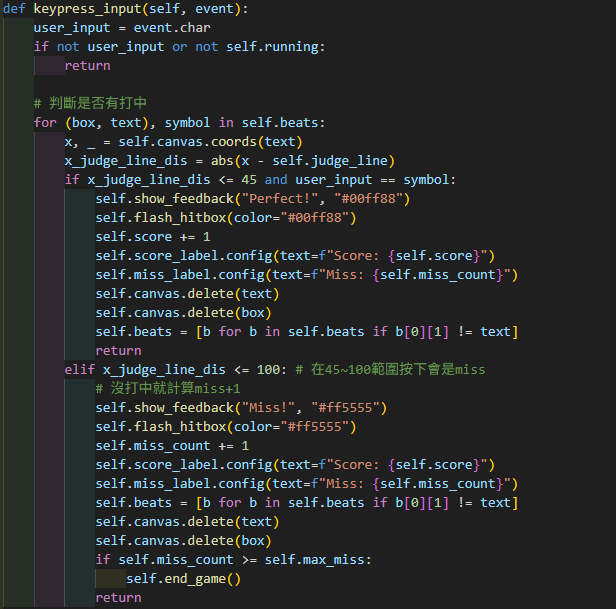 def keypress_input(self, event):
    user_input = event.char
    if not user_input or not self.running:
        return

    # 判斷是否有打中
    for (box, text), symbol in self.beats:
        x, _ = self.canvas.coords(text)
        x_judge_line_dis = abs(x - self.judge_line)
        if x_judge_line_dis <= 45 and user_input == symbol:
            self.show_feedback("Perfect!", "#00ff88")
            self.flash_hitbox(color="#00ff88")
            self.score += 1
            self.score_label.config(text=f"Score: {self.score}")
            self.miss_label.config(text=f"Miss: {self.miss_count}")
            self.canvas.delete(text)
            self.canvas.delete(box)
            self.beats = [b for b in self.beats if b[0][1] != text]
            return
        elif x_judge_line_dis <= 100: # 在45~100範圍按下會是miss
            # 沒打中就計算miss+1
            self.show_feedback("Miss!", "#ff5555")
            self.flash_hitbox(color="#ff5555")
            self.miss_count += 1
            self.score_label.config(text=f"Score: {self.score}")
            self.miss_label.config(text=f"Miss: {self.miss_count}")
            self.beats = [b for b in self.beats if b[0][1] != text]
            self.canvas.delete(text)
            self.canvas.delete(box)
            if self.miss_count >= self.max_miss:
                self.end_game()
            return